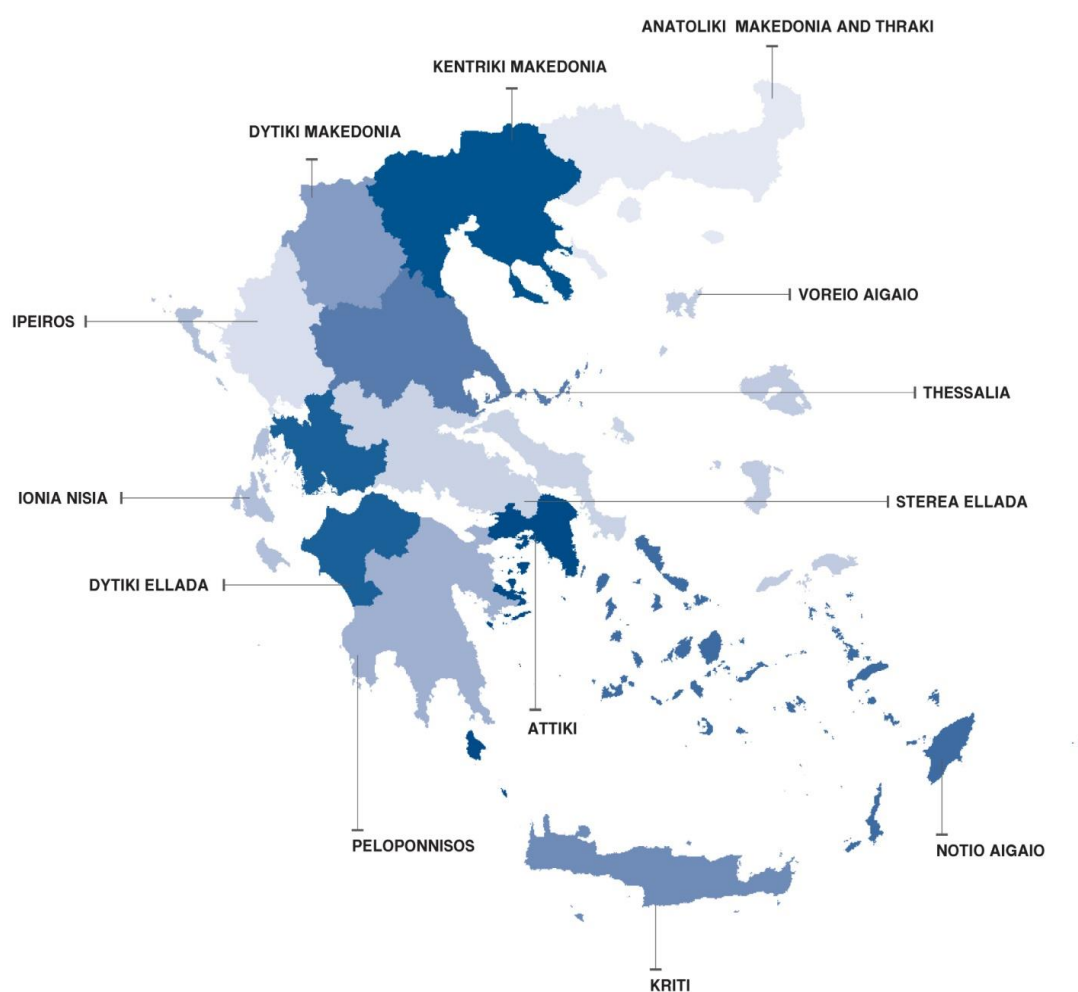 ANATOLIKI MAKEDONIA AND THRAKI
KENTRIKI MAKEDONIA
DYTIKI MAKEDONIA
VOREIO AIGAIO
IPEIROS
THESSALIA
IONIA NISIA
STEREA ELLADA
DYTIKI ELLADA
ATTIKI
PELOPONNISOS
NOTIO AIGAIO
KRITI